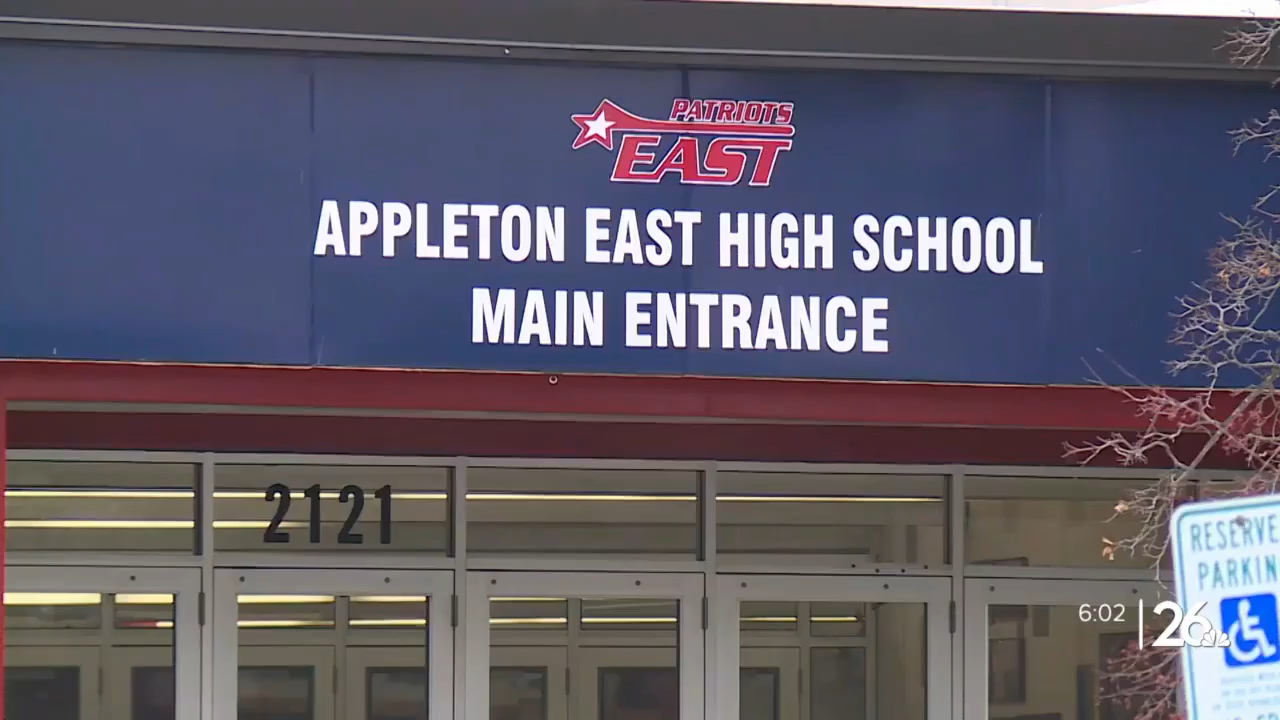 PATRIOTS
EAST
APPLETON EAST HIGH SCHOOL
MAIN ENTRANCE
2121
RESERVE
PARKIN
6:02 26